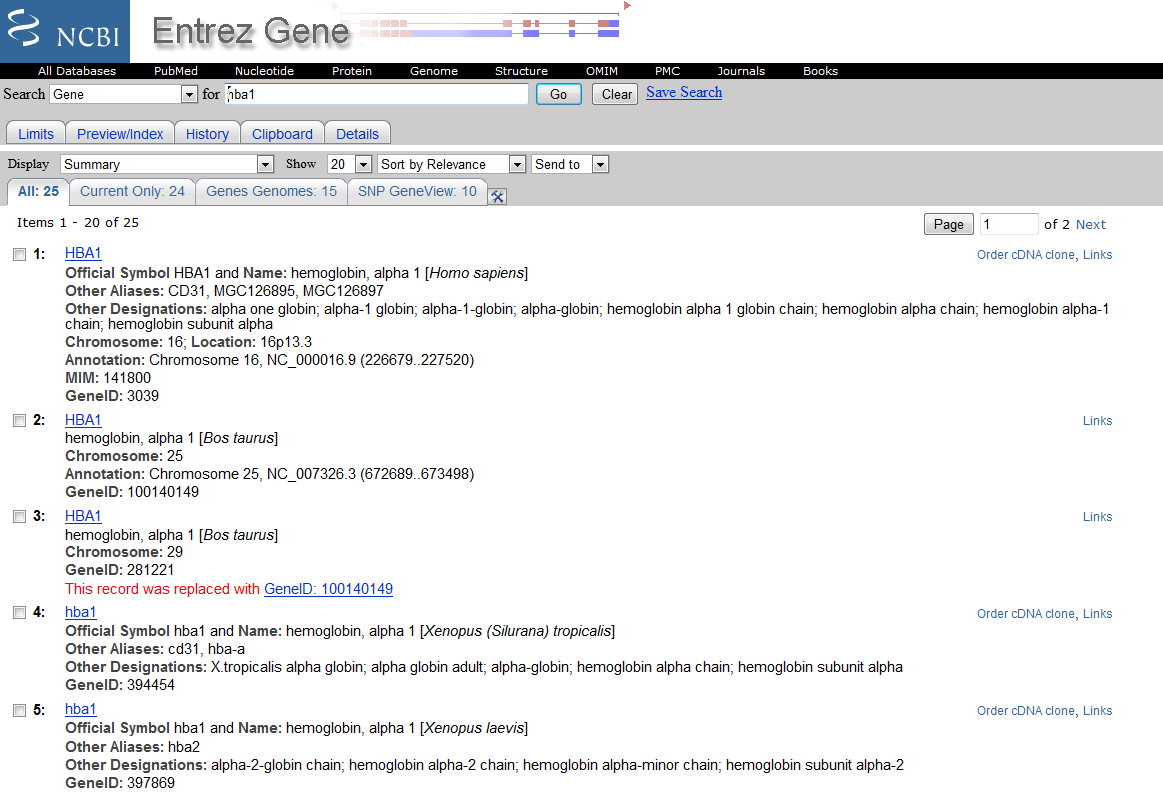 NCBI Entrez Gene
All Databases PubMed Nucleotide Protein Genome Structure OMIM PMC Journals Books
Search Gene for hba1 Go Clear Save Search
Limits Preview/Index History Clipboard Details
Display Summary Show 20 Sort by Relevance Send to
All: 25 Current Only: 24 Genes Genomes: 15 SNP GeneView: 10
Items 1 - 20 of 25 Page 1 of 2 Next
1: HBA1 Order cDNA clone, Links
Official Symbol HBA1 and Name: hemoglobin, alpha 1 [Homo sapiens]
Other Aliases: CD31, MGC126895, MGC126897
Other Designations: alpha one globin; alpha-1 globin; alpha-1-globin; alpha-globin; hemoglobin alpha 1 globin chain; hemoglobin alpha chain; hemoglobin alpha-1
chain; hemoglobin subunit alpha
Chromosome: 16; Location: 16p13.3
Annotation: Chromosome 16, NC_000016.9 (226679..227520)
MIM: 141800
GeneID: 3039
2: HBA1 Links
hemoglobin, alpha 1 [Bos taurus]
Chromosome: 25
Annotation: Chromosome 25, NC_007326.3 (672689..673498)
GeneID: 100140149
3: HBA1 Links
hemoglobin, alpha 1 [Bos taurus]
Chromosome: 29
GeneID: 281221
This record was replaced with GeneID: 100140149
4: hba1 Order cDNA clone, Links
Official Symbol hba1 and Name: hemoglobin, alpha 1 [Xenopus (Silurana) tropicalis]
Other Aliases: cd31, hba-a
Other Designations: X.tropicalis alpha globin; alpha globin adult; alpha-globin; hemoglobin alpha chain; hemoglobin subunit alpha
GeneID: 394454
5: hba1 Order cDNA clone, Links
Official Symbol hba1 and Name: hemoglobin, alpha 1 [Xenopus laevis]
Other Aliases: hba2
Other Designations: alpha-2-globin chain; hemoglobin alpha-2 chain; hemoglobin alpha-minor chain; hemoglobin subunit alpha-2
GeneID: 397869